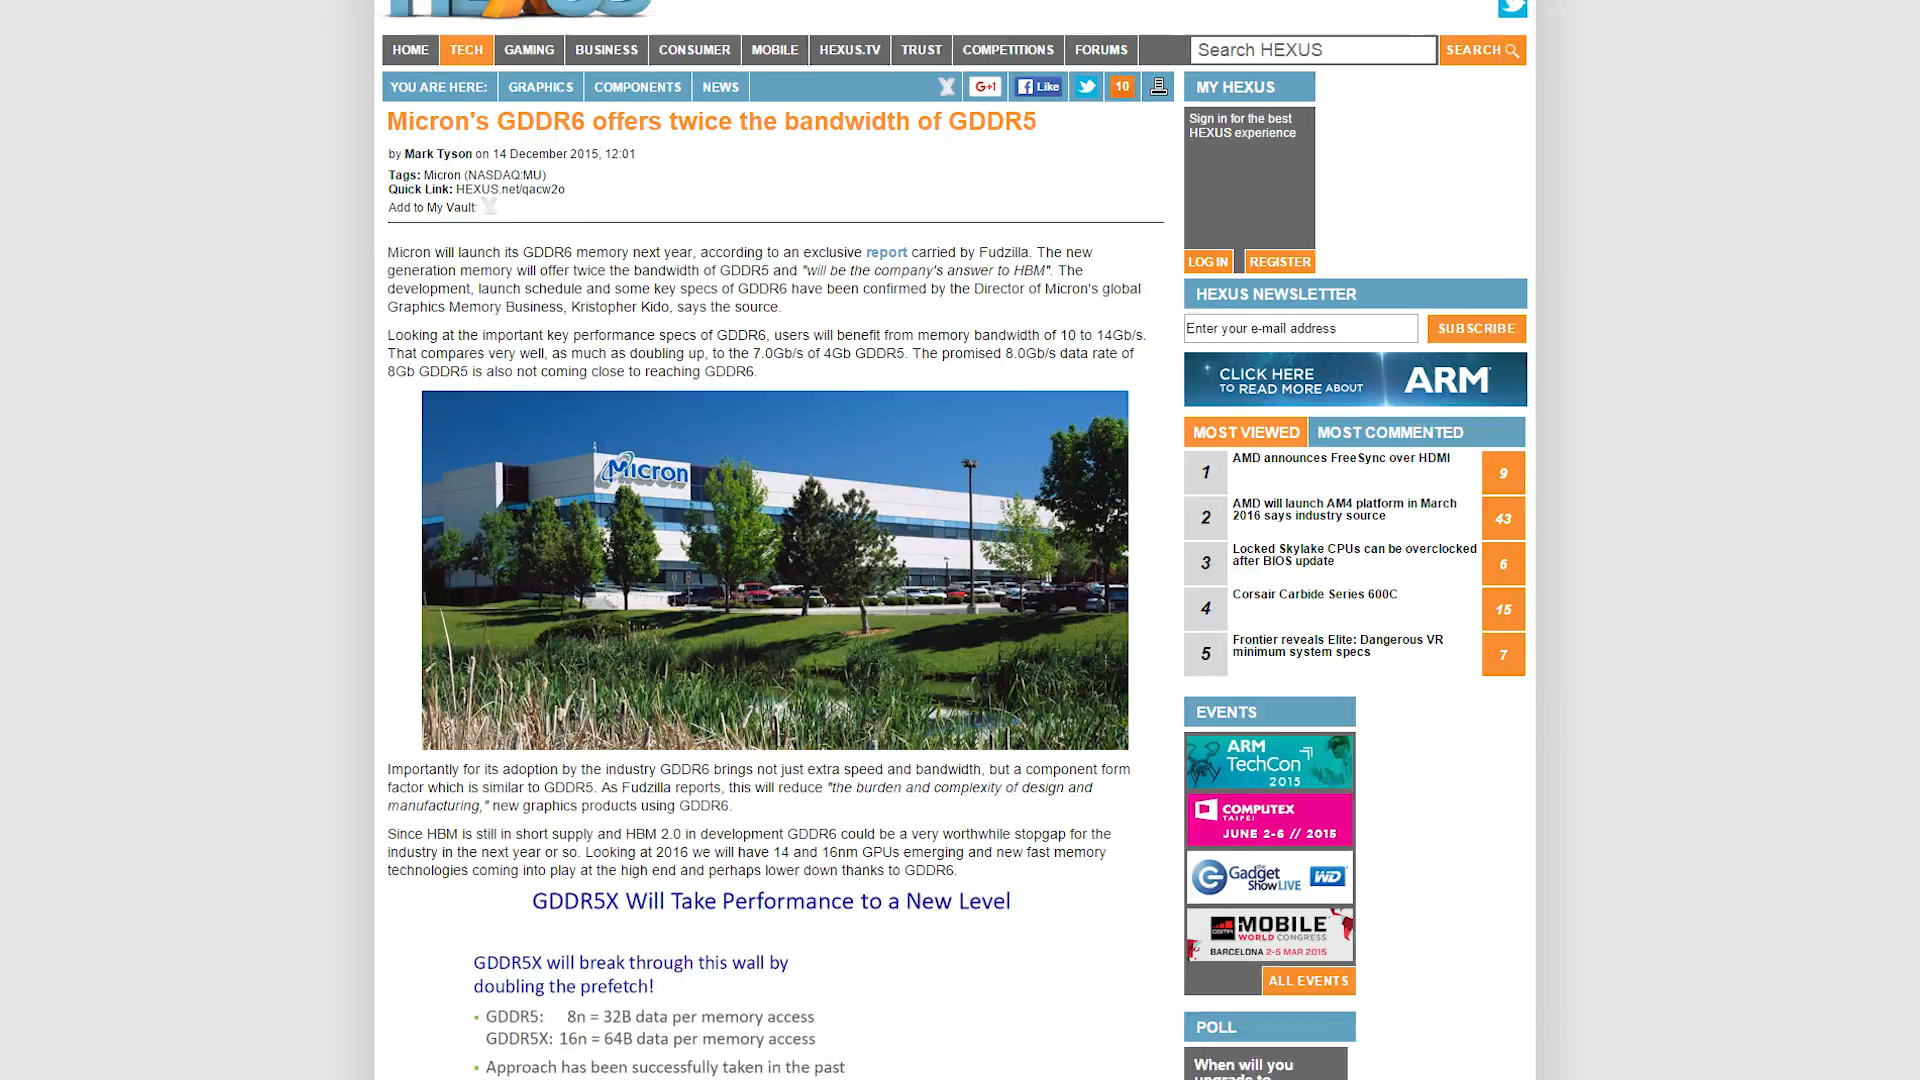 HEXUS
HOME TECH GAMING BUSINESS CONSUMER MOBILE HEXUS.TV TRUST COMPETITIONS FORUMS Search HEXUS SEARCH
YOU ARE HERE: GRAPHICS COMPONENTS NEWS G+1 Like 10
Micron's GDDR6 offers twice the bandwidth of GDDR5
by Mark Tyson on 14 December 2015, 12:01
Tags: Micron (NASDAQ:MU)
Quick Link: HEXUS.net/qacw2o
Add to My Vault:
Micron will launch its GDDR6 memory next year, according to an exclusive report carried by Fudzilla. The new
generation memory will offer twice the bandwidth of GDDR5 and "will be the company's answer to HBM". The
development, launch schedule and some key specs of GDDR6 have been confirmed by the Director of Micron's global
Graphics Memory Business, Kristopher Kido, says the source.
Looking at the important key performance specs of GDDR6, users will benefit from memory bandwidth of 10 to 14Gb/s.
That compares very well, as much as doubling up, to the 7.0Gb/s of 4Gb GDDR5. The promised 8.0Gb/s data rate of
8Gb GDDR5 is also not coming close to reaching GDDR6.
Micron
Importantly for its adoption by the industry GDDR6 brings not just extra speed and bandwidth, but a component form
factor which is similar to GDDR5. As Fudzilla reports, this will reduce "the burden and complexity of design and
manufacturing," new graphics products using GDDR6.
Since HBM is still in short supply and HBM 2.0 in development GDDR6 could be a very worthwhile stopgap for the
industry in the next year or so. Looking at 2016 we will have 14 and 16nm GPUs emerging and new fast memory
technologies coming into play at the high end and perhaps lower down thanks to GDDR6.
GDDR5X Will Take Performance to a New Level
GDDR5X will break through this wall by
doubling the prefetch!
• GDDR5: 8n = 32B data per memory access
GDDR5X: 16n = 64B data per memory access
• Approach has been successfully taken in the past
MY HEXUS
Sign in for the best
HEXUS experience
LOG IN REGISTER
HEXUS NEWSLETTER
Enter your e-mail address SUBSCRIBE
CLICK HERE
TO READ MORE ABOUT
ARM
MOST VIEWED MOST COMMENTED
1 AMD announces FreeSync over HDMI 9
2 AMD will launch AM4 platform in March
2016 says industry source 43
3 Locked Skylake CPUs can be overclocked
after BIOS update 6
4 Corsair Carbide Series 600C 15
5 Frontier reveals Elite: Dangerous VR
minimum system specs 7
EVENTS
ARM
TechCon
2015
COMPUTEX
TAIPEI
JUNE 2-6 // 2015
the
Gadget
Show LIVE WD
GSMA MOBILE
WORLD CONGRESS
BARCELONA 2-5 MAR 2015
ALL EVENTS
POLL
When will you
upgrade to